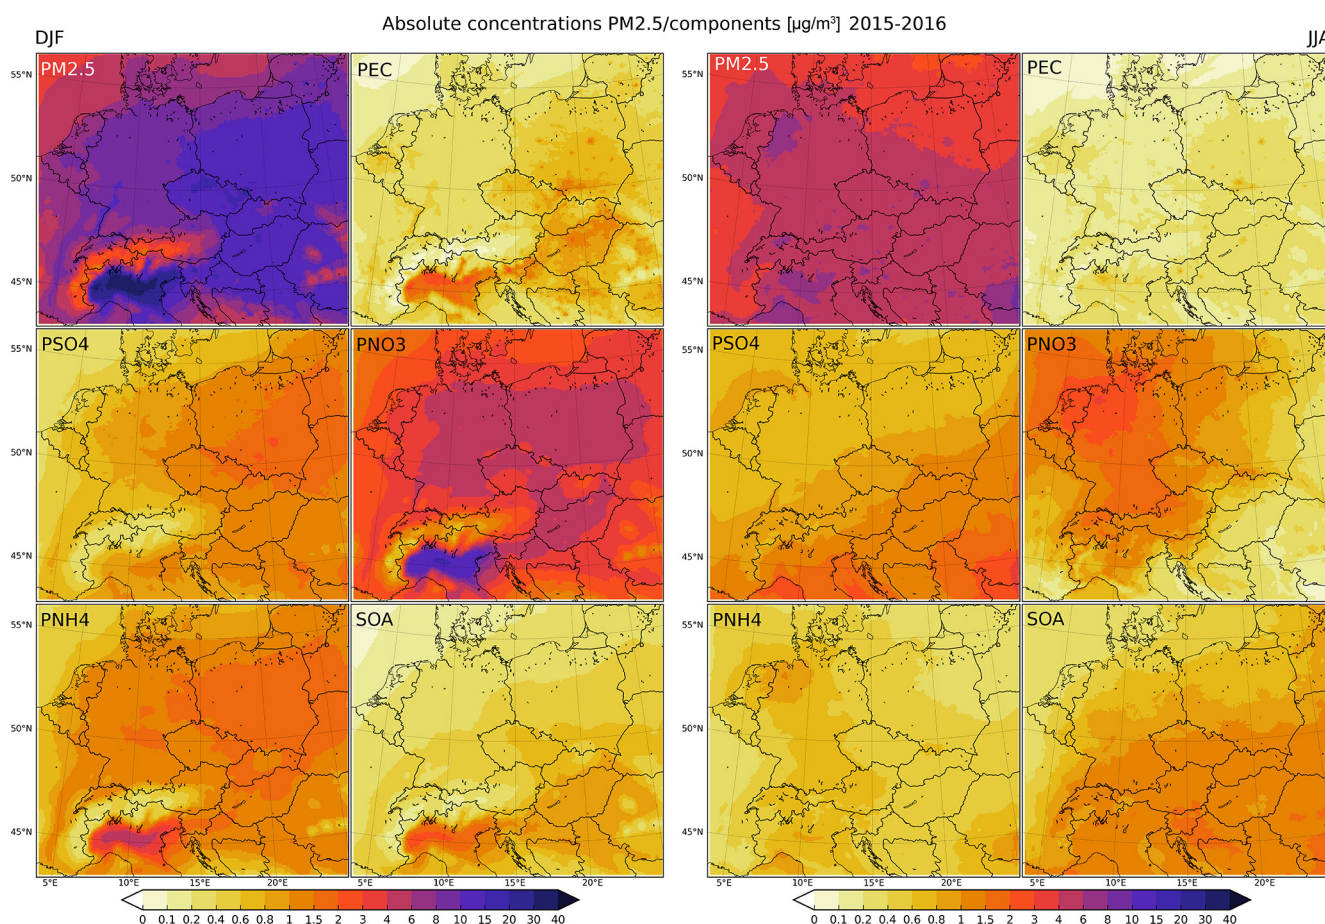 Absolute concentrations PM2.5/components [µg/m³] 2015-2016
DJF
JJA
PM2.5
PEC
PM2.5
PEC
55°N
50°N
45°N
55°N
50°N
45°N
PSO4
PNO3
PSO4
PNO3
55°N
50°N
45°N
55°N
50°N
45°N
PNH4
SOA
PNH4
SOA
55°N
50°N
45°N
55°N
50°N
45°N
5°E 10°E 15°E 20°E 5°E 10°E 15°E 20°E 5°E 10°E 15°E 20°E 5°E 10°E 15°E 20°E
0 0.1 0.2 0.4 0.6 0.8 1 1.5 2 3 4 6 8 10 15 20 30 40
0 0.1 0.2 0.4 0.6 0.8 1 1.5 2 3 4 6 8 10 15 20 30 40